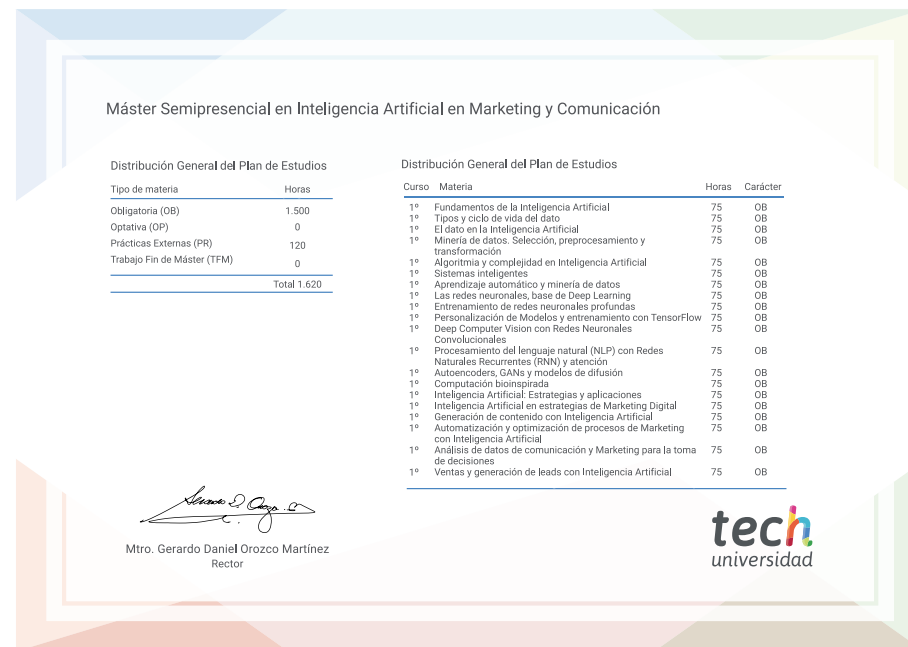 Máster Semipresencial en Inteligencia Artificial en Marketing y Comunicación
Distribución General del Plan de Estudios
Tipo de materia Horas
Obligatoria (OB) 1.500
Optativa (OP) 0
Prácticas Externas (PR) 120
Trabajo Fin de Máster (TFM) 0
Total 1.620
Distribución General del Plan de Estudios
Curso Materia Horas Carácter
1º Fundamentos de la Inteligencia Artificial 75 OB
1º Tipos y ciclo de vida del dato 75 OB
1º El dato en la Inteligencia Artificial 75 OB
1º Minería de datos. Selección, preprocesamiento y 75 OB
transformación
1º Algoritmia y complejidad en Inteligencia Artificial 75 OB
1º Sistemas inteligentes 75 OB
1º Aprendizaje automático y minería de datos 75 OB
1º Las redes neuronales, base de Deep Learning 75 OB
1º Entrenamiento de redes neuronales profundas 75 OB
1º Personalización de Modelos y entrenamiento con TensorFlow 75 OB
1º Deep Computer Vision con Redes Neuronales 75 OB
Convolucionales
1º Procesamiento del lenguaje natural (NLP) con Redes 75 OB
Naturales Recurrentes (RNN) y atención
1º Autoencoders, GANs y modelos de difusión 75 OB
1º Computación bioinspirada 75 OB
1º Inteligencia Artificial: Estrategias y aplicaciones 75 OB
1º Inteligencia Artificial en estrategias de Marketing Digital 75 OB
1º Generación de contenido con Inteligencia Artificial 75 OB
1º Automatización y optimización de procesos de Marketing 75 OB
con Inteligencia Artificial
1º Análisis de datos de comunicación y Marketing para la toma 75 OB
de decisiones
1º Ventas y generación de leads con Inteligencia Artificial 75 OB
Mtro. Gerardo Daniel Orozco Martínez
Rector
tech
universidad